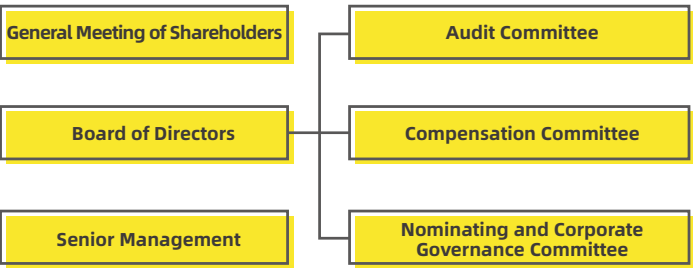 General Meeting of Shareholders
Audit Committee
Board of Directors
Compensation Committee
Senior Management
Nominating and Corporate
Governance Committee